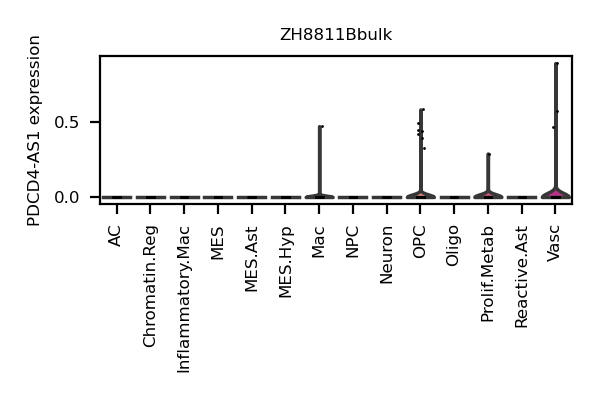 ZH8811Bbulk
PDCD4-AS1 expression
0.5
0.0
AC
Chromatin.Reg
Inflammatory.Mac
MES
MES.Ast
MES.Hyp
Mac
NPC
Neuron
OPC
Oligo
Prolif.Metab
Reactive.Ast
Vasc